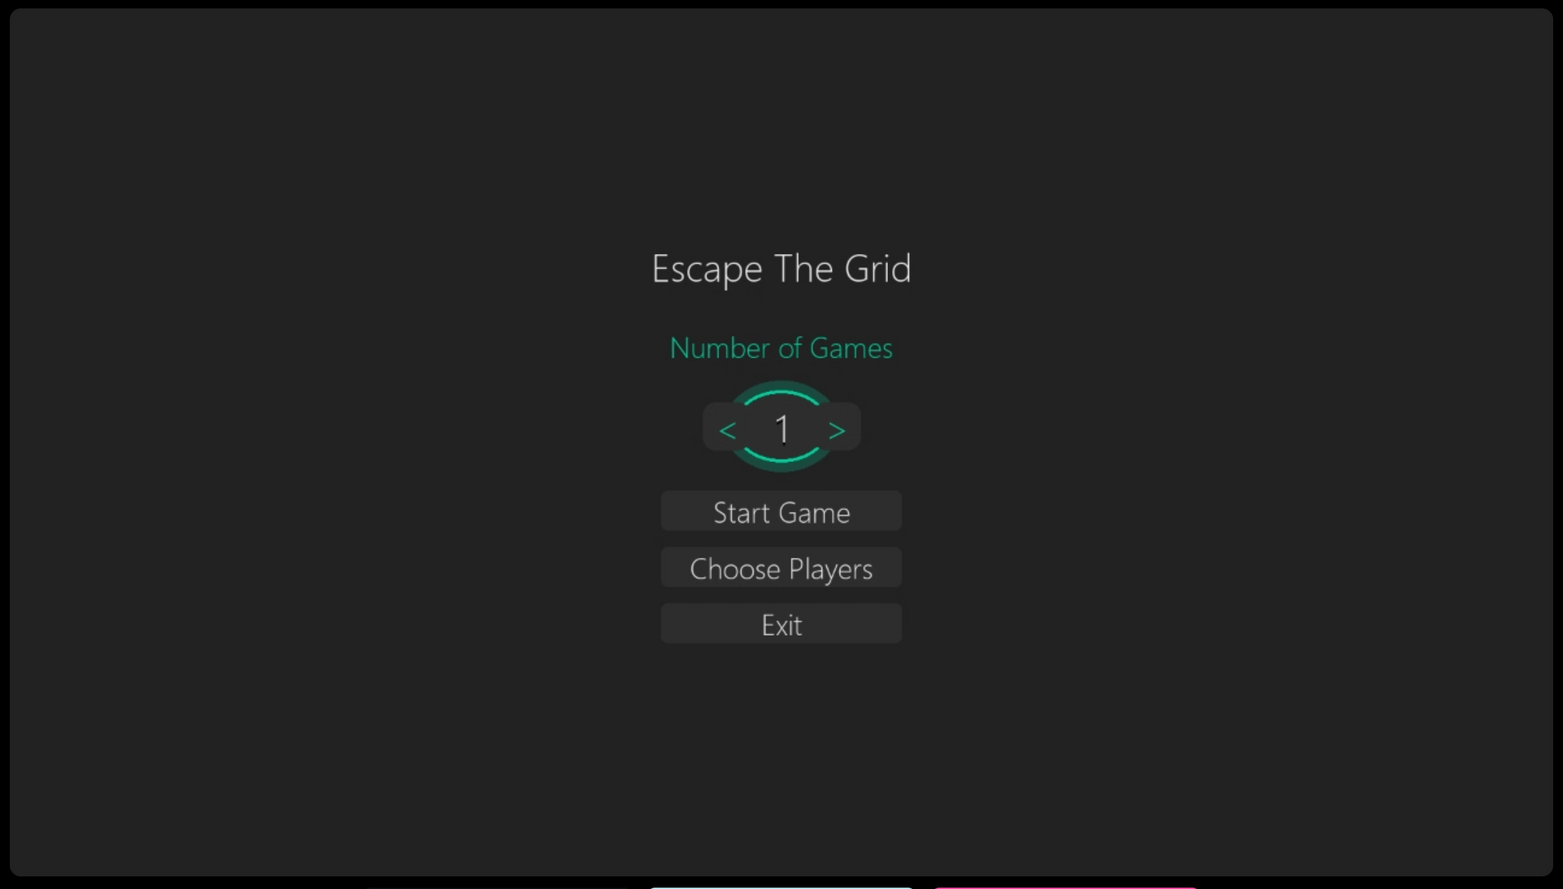 Escape The Grid
Number of Games
< 1 >
Start Game
Choose Players
Exit